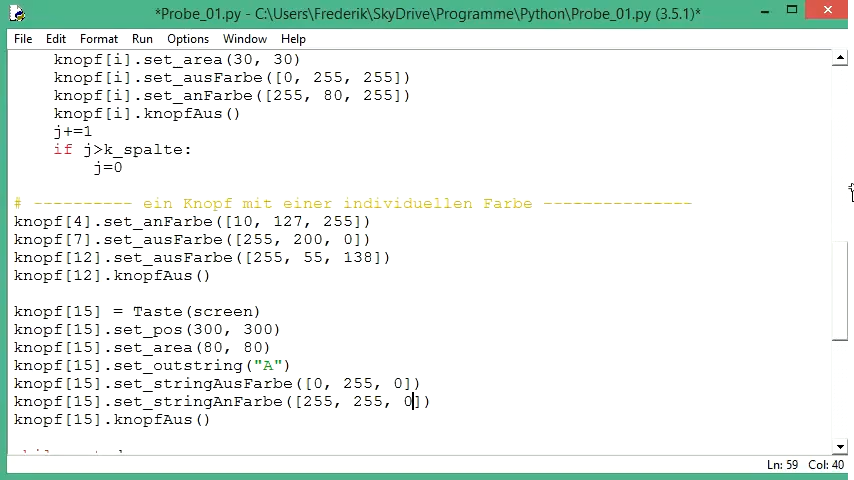 *Probe_01.py - C:\Users\Frederik\SkyDrive\Programme\Python\Probe_01.py (3.5.1)*
File Edit Format Run Options Window Help
knopf[i].set_area(30, 30)
knopf[i].set_ausFarbe([0, 255, 255])
knopf[i].set_anFarbe([255, 80, 255])
knopf[i].knopfAus()
j+=1
if j>k_spalte:
j=0
# ---------- ein Knopf mit einer individuellen Farbe ---------------
knopf[4].set_anFarbe([10, 127, 255])
knopf[7].set_ausFarbe([255, 200, 0])
knopf[12].set_ausFarbe([255, 55, 138])
knopf[12].knopfAus()
knopf[15] = Taste(screen)
knopf[15].set_pos(300, 300)
knopf[15].set_area(80, 80)
knopf[15].set_outstring("A")
knopf[15].set_stringAusFarbe([0, 255, 0])
knopf[15].set_stringAnFarbe([255, 255, 0])
knopf[15].knopfAus()
Ln: 59 Col: 40